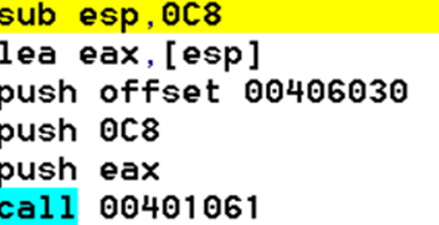 sub esp,0C8
lea eax,[esp]
push offset 00406030
push 0C8
push eax
call 00401061